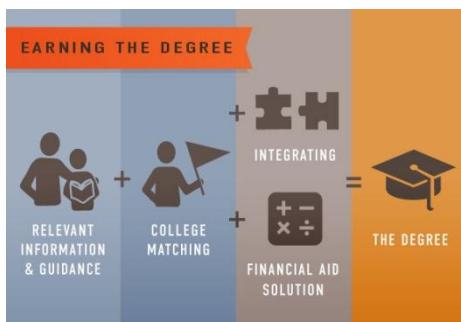 EARNING THE DEGREE
RELEVANT
INFORMATION
& GUIDANCE
+
COLLEGE
MATCHING
+
INTEGRATING
+
FINANCIAL AID
SOLUTION
=
THE DEGREE